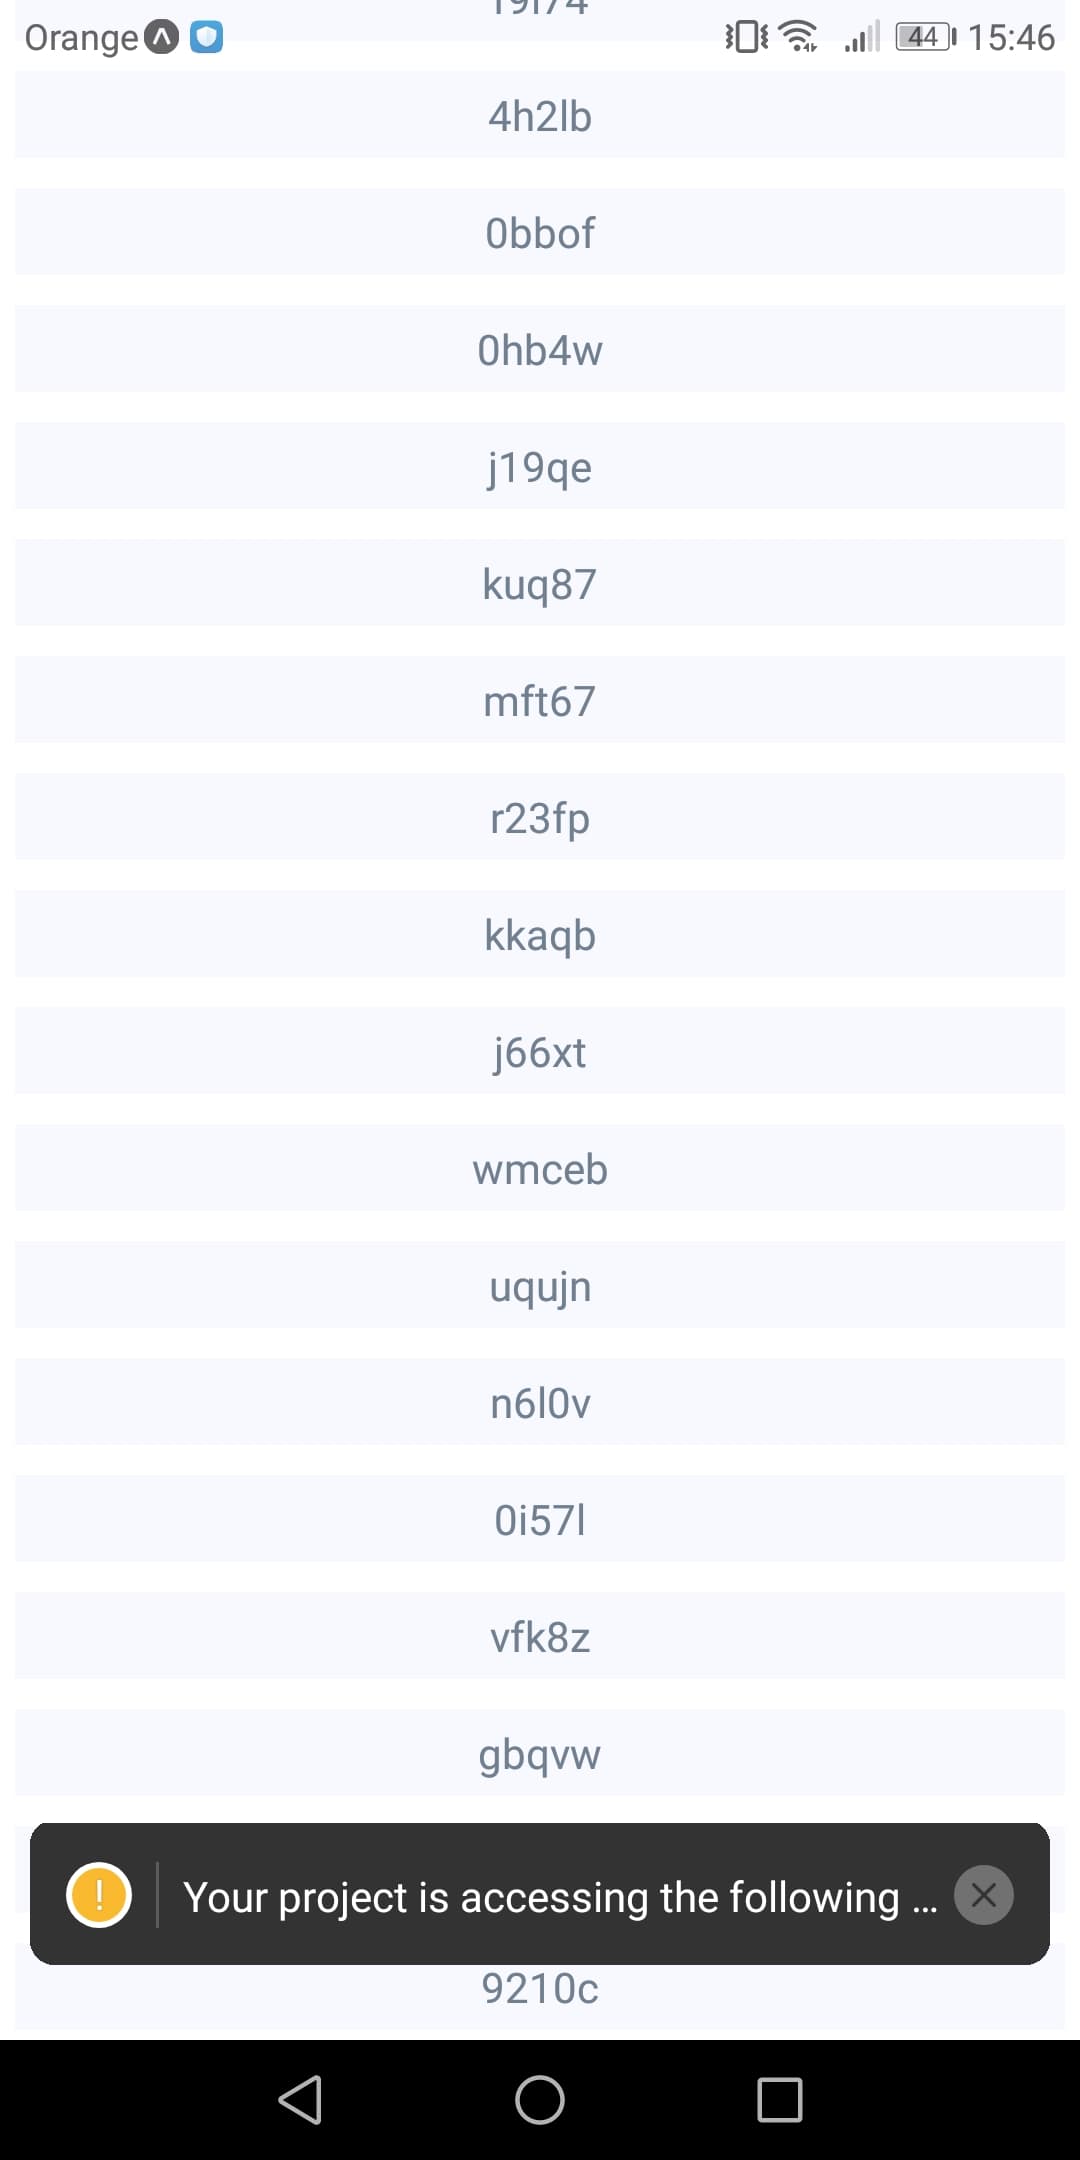 Orange
44 15:46
4h2lb
0bbof
0hb4w
j19qe
kuq87
mft67
r23fp
kkaqb
j66xt
wmceb
uqujn
n6l0v
0i57l
vfk8z
gbqvw
! Your project is accessing the following ...
9210c